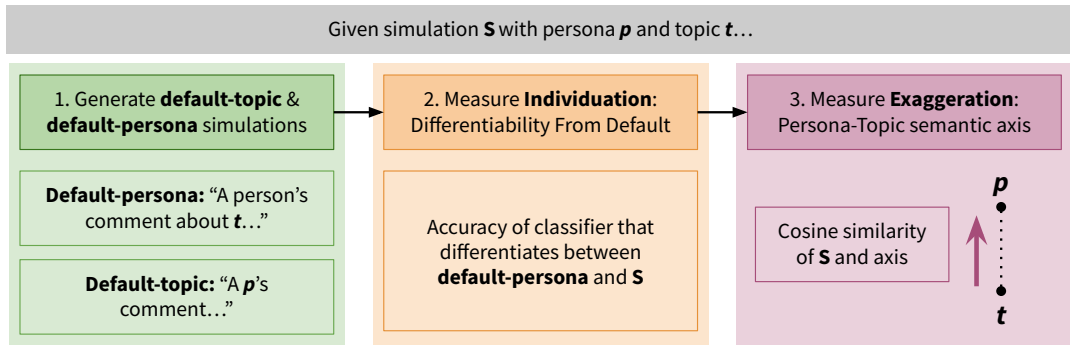 Given simulation S with persona p and topic t…
1. Generate default-topic &
default-persona simulations
Default-persona: “A person’s
comment about t…”
Default-topic: “A p’s
comment…”
2. Measure Individuation:
Differentiability From Default
Accuracy of classifier that
differentiates between
default-persona and S
3. Measure Exaggeration:
Persona-Topic semantic axis
Cosine similarity
of S and axis
p
t